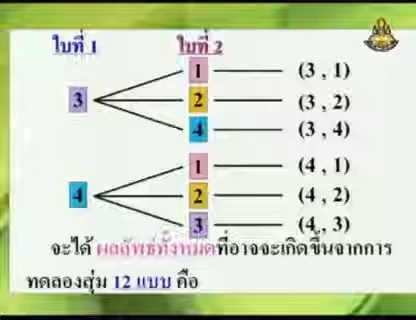 ใบที่ 1 ใบที่ 2
1 (3 , 1)
3 2 (3 , 2)
4 (3 , 4)
1 (4 , 1)
4 2 (4 , 2)
3 (4 , 3)
จะได้ ผลลัพธ์ทั้งหมดที่อาจจะเกิดขึ้นจากการ
ทดลองสุ่ม 12 แบบ คือ